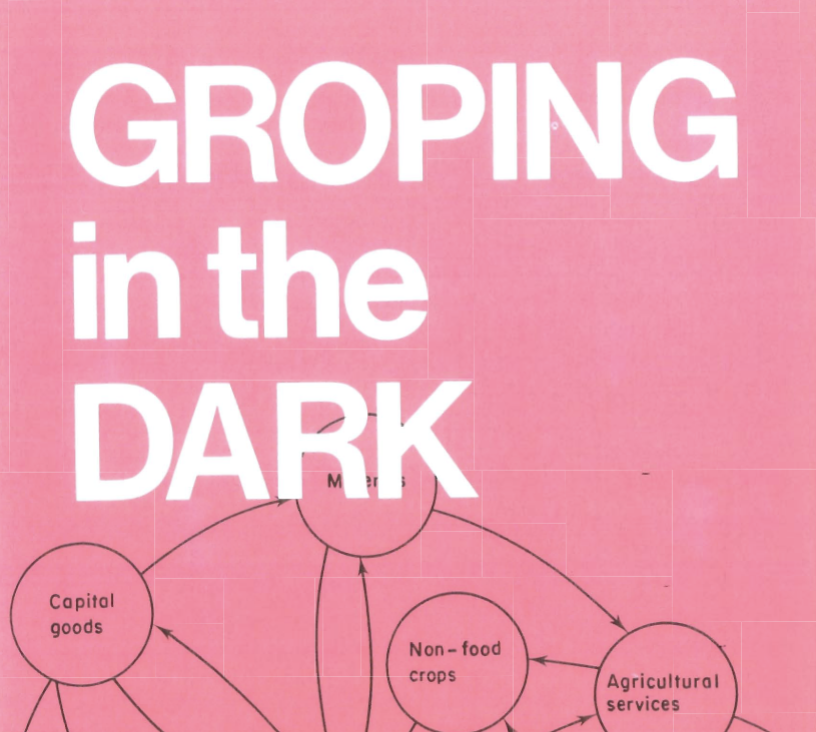 GROPING
in the
DARK
Capital
goods
Non-food
crops
Agricultural
services